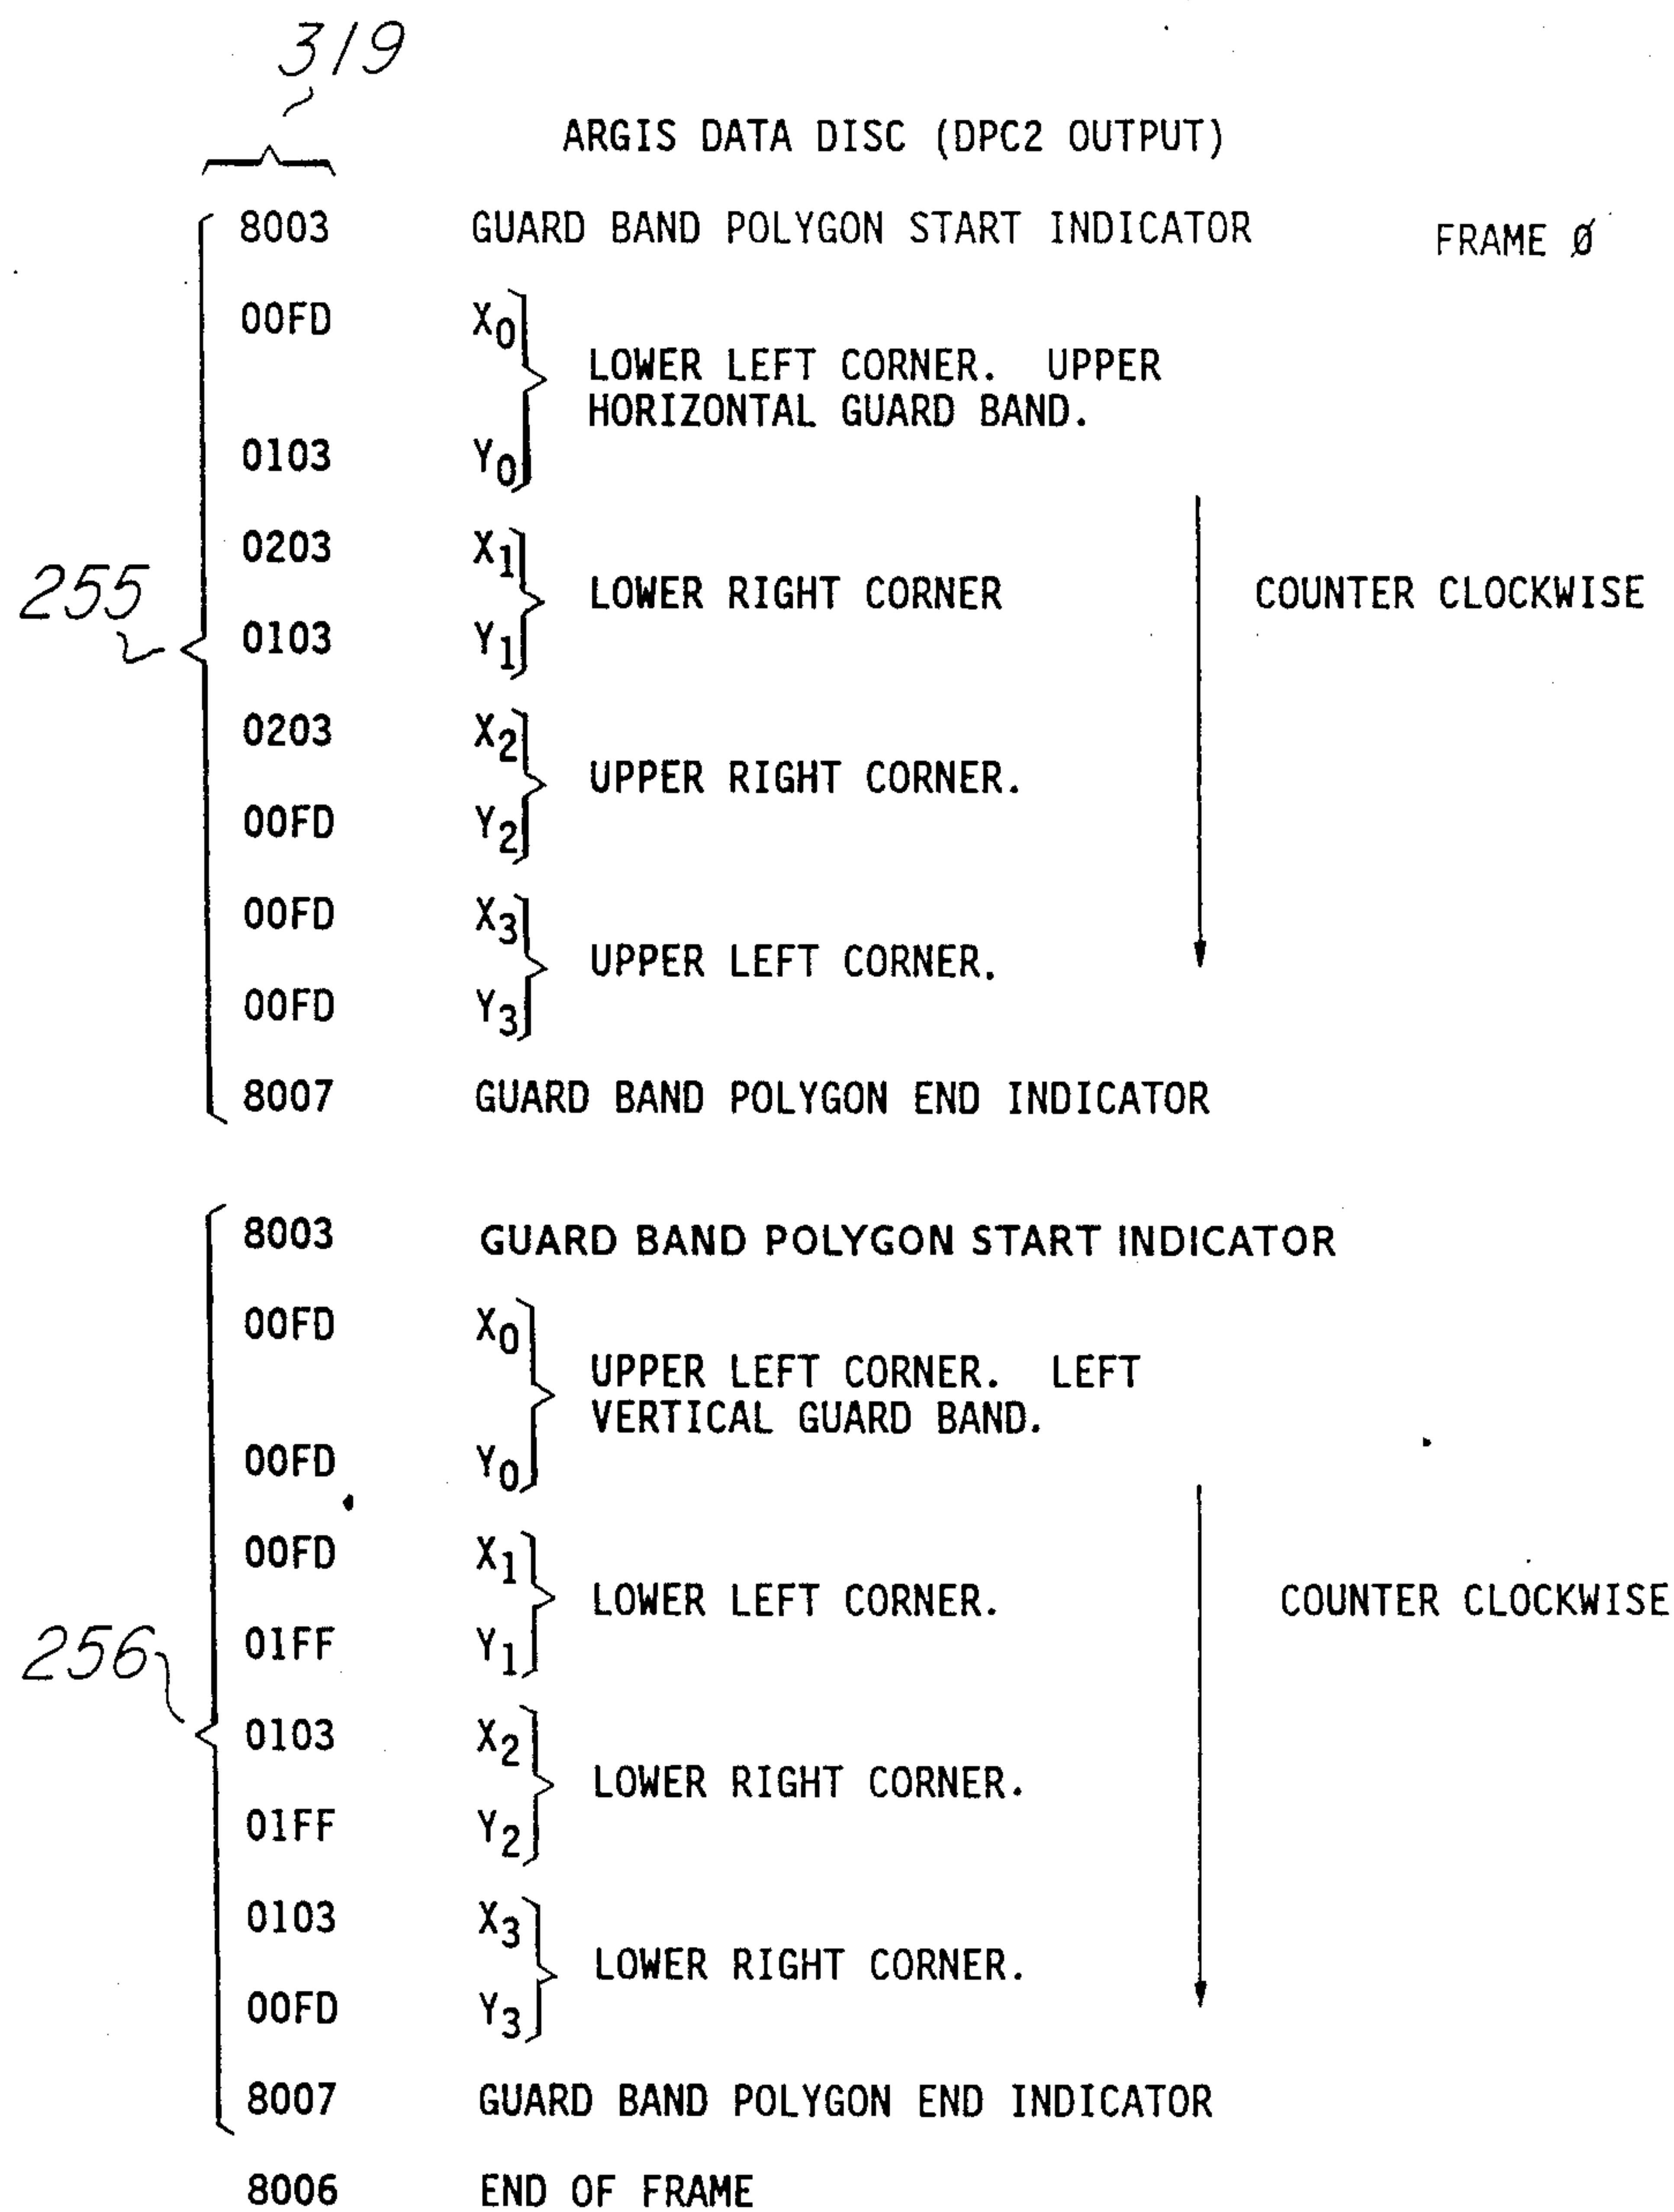 319
ARGIS DATA DISC (DPC2 OUTPUT)
8003 GUARD BAND POLYGON START INDICATOR FRAME Ø
00FD X0
LOWER LEFT CORNER. UPPER
HORIZONTAL GUARD BAND.
0103 Y0
0203 X1
255 LOWER RIGHT CORNER COUNTER CLOCKWISE
0103 Y1
0203 X2
UPPER RIGHT CORNER.
00FD Y2
00FD X3
UPPER LEFT CORNER.
00FD Y3
8007 GUARD BAND POLYGON END INDICATOR
8003 GUARD BAND POLYGON START INDICATOR
00FD X0
UPPER LEFT CORNER. LEFT
VERTICAL GUARD BAND.
00FD Y0
00FD X1
LOWER LEFT CORNER. COUNTER CLOCKWISE
256 01FF Y1
0103 X2
LOWER RIGHT CORNER.
01FF Y2
0103 X3
LOWER RIGHT CORNER.
00FD Y3
8007 GUARD BAND POLYGON END INDICATOR
8006 END OF FRAME